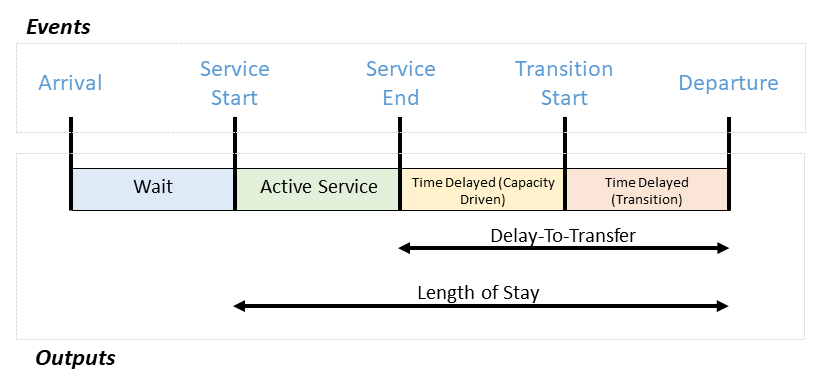 Events
Arrival
Service
Start
Service
End
Transition
Start
Departure
Wait
Active Service
Time Delayed (Capacity
Driven)
Time Delayed
(Transition)
Delay-To-Transfer
Length of Stay
Outputs